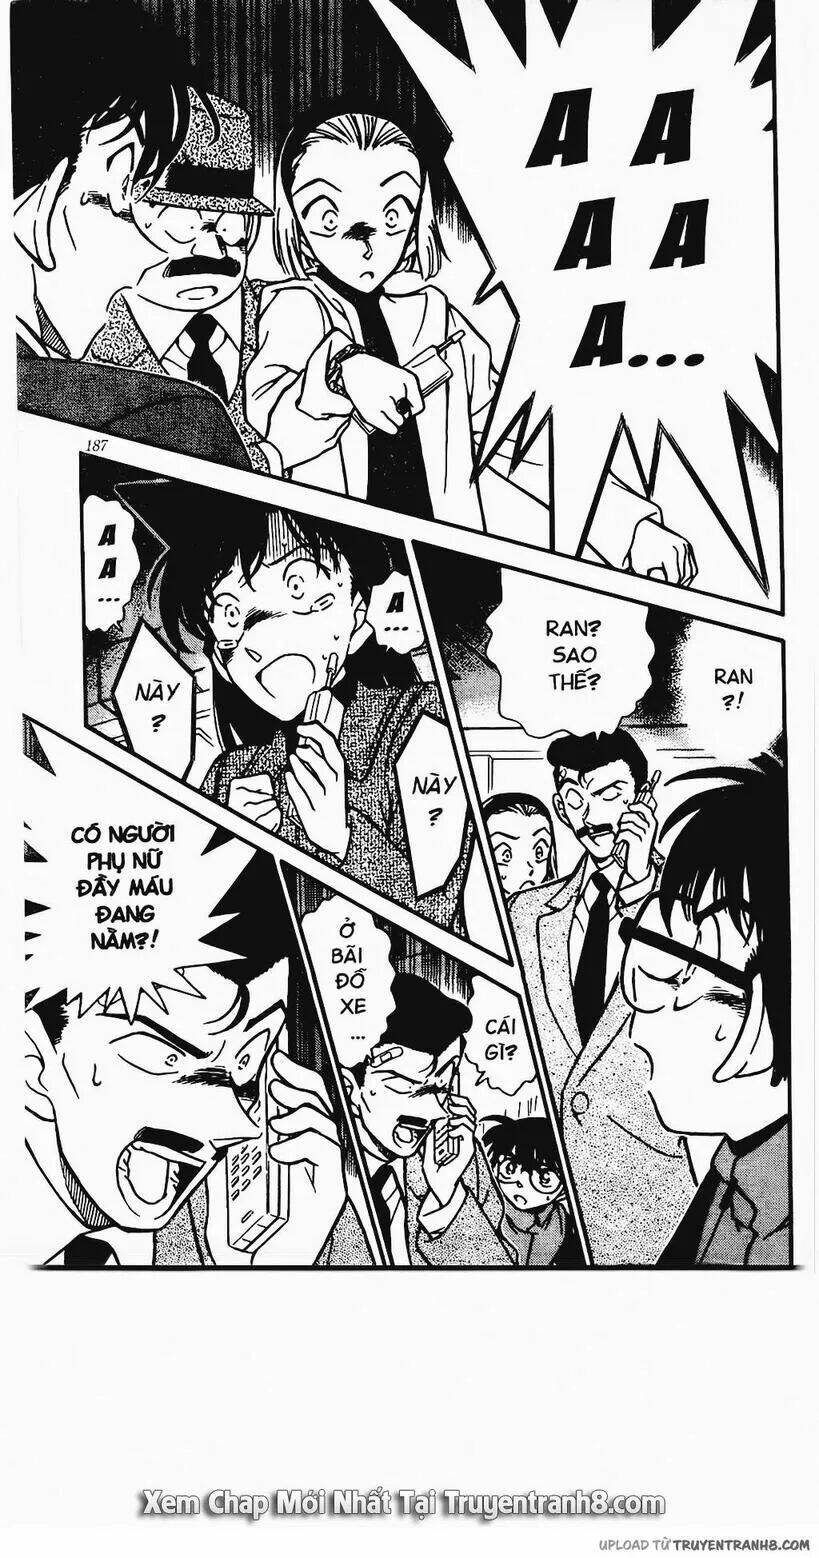 A A
A A
A...
187
RAN
?!
RAN?
SAO
THẾ?
A
...
A
A
...
NÀY
?
NÀY
?
CÁI
GÌ?
Ở
BÃI
ĐỖ
XE
...
CÓ NGƯỜI
PHỤ NỮ
ĐẦY MÁU
ĐANG
NẰM?!
Xem Chap Mới Nhất Tại Truyentranh8.com
UPLOAD TỪ TRUYENTRANH8.COM